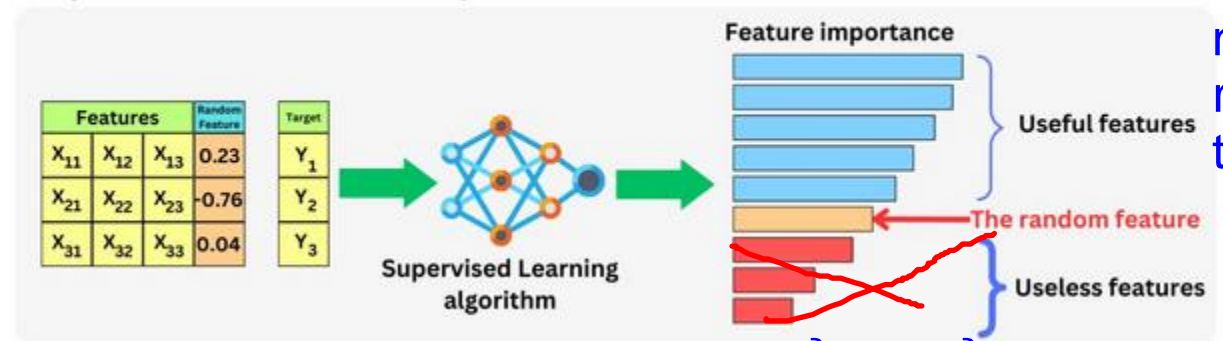 Feature importance
Features
Random
Feature
Target
X11 X12 X13 0.23
Y1
X21 X22 X23 -0.76
Y2
X31 X32 X33 0.04
Y3
Supervised Learning
algorithm
Useful features
The random feature
Useless features